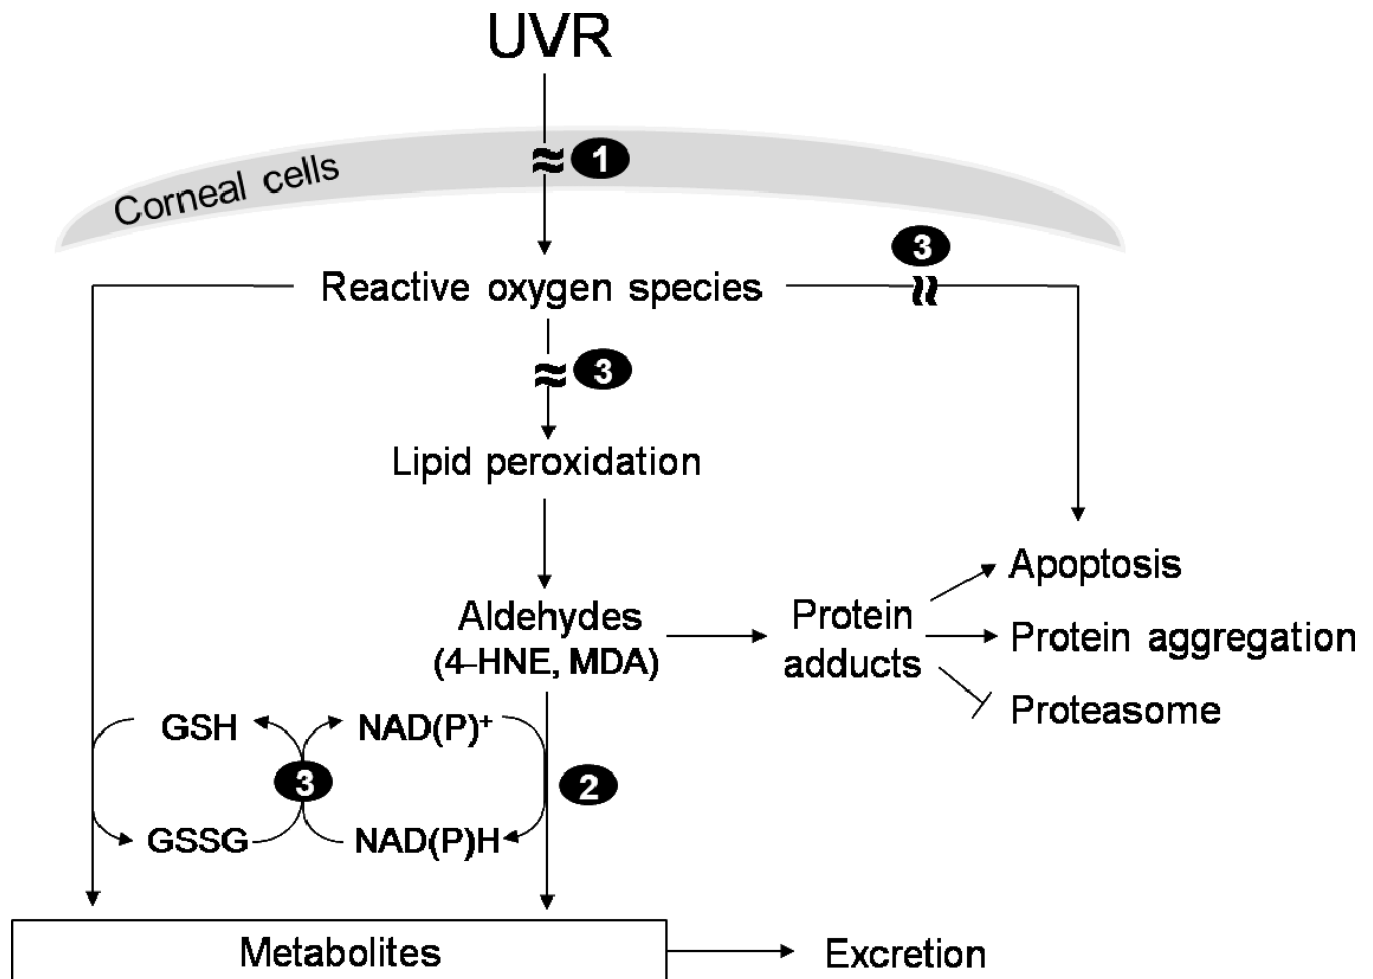 UVR
1
Corneal cells
3
Reactive oxygen species
3
Lipid peroxidation
Apoptosis
Aldehydes
(4–HNE, MDA)
Protein
adducts
Protein aggregation
Proteasome
GSH
NAD(P)⁺
3
2
GSSG
NAD(P)H
Metabolites
Excretion